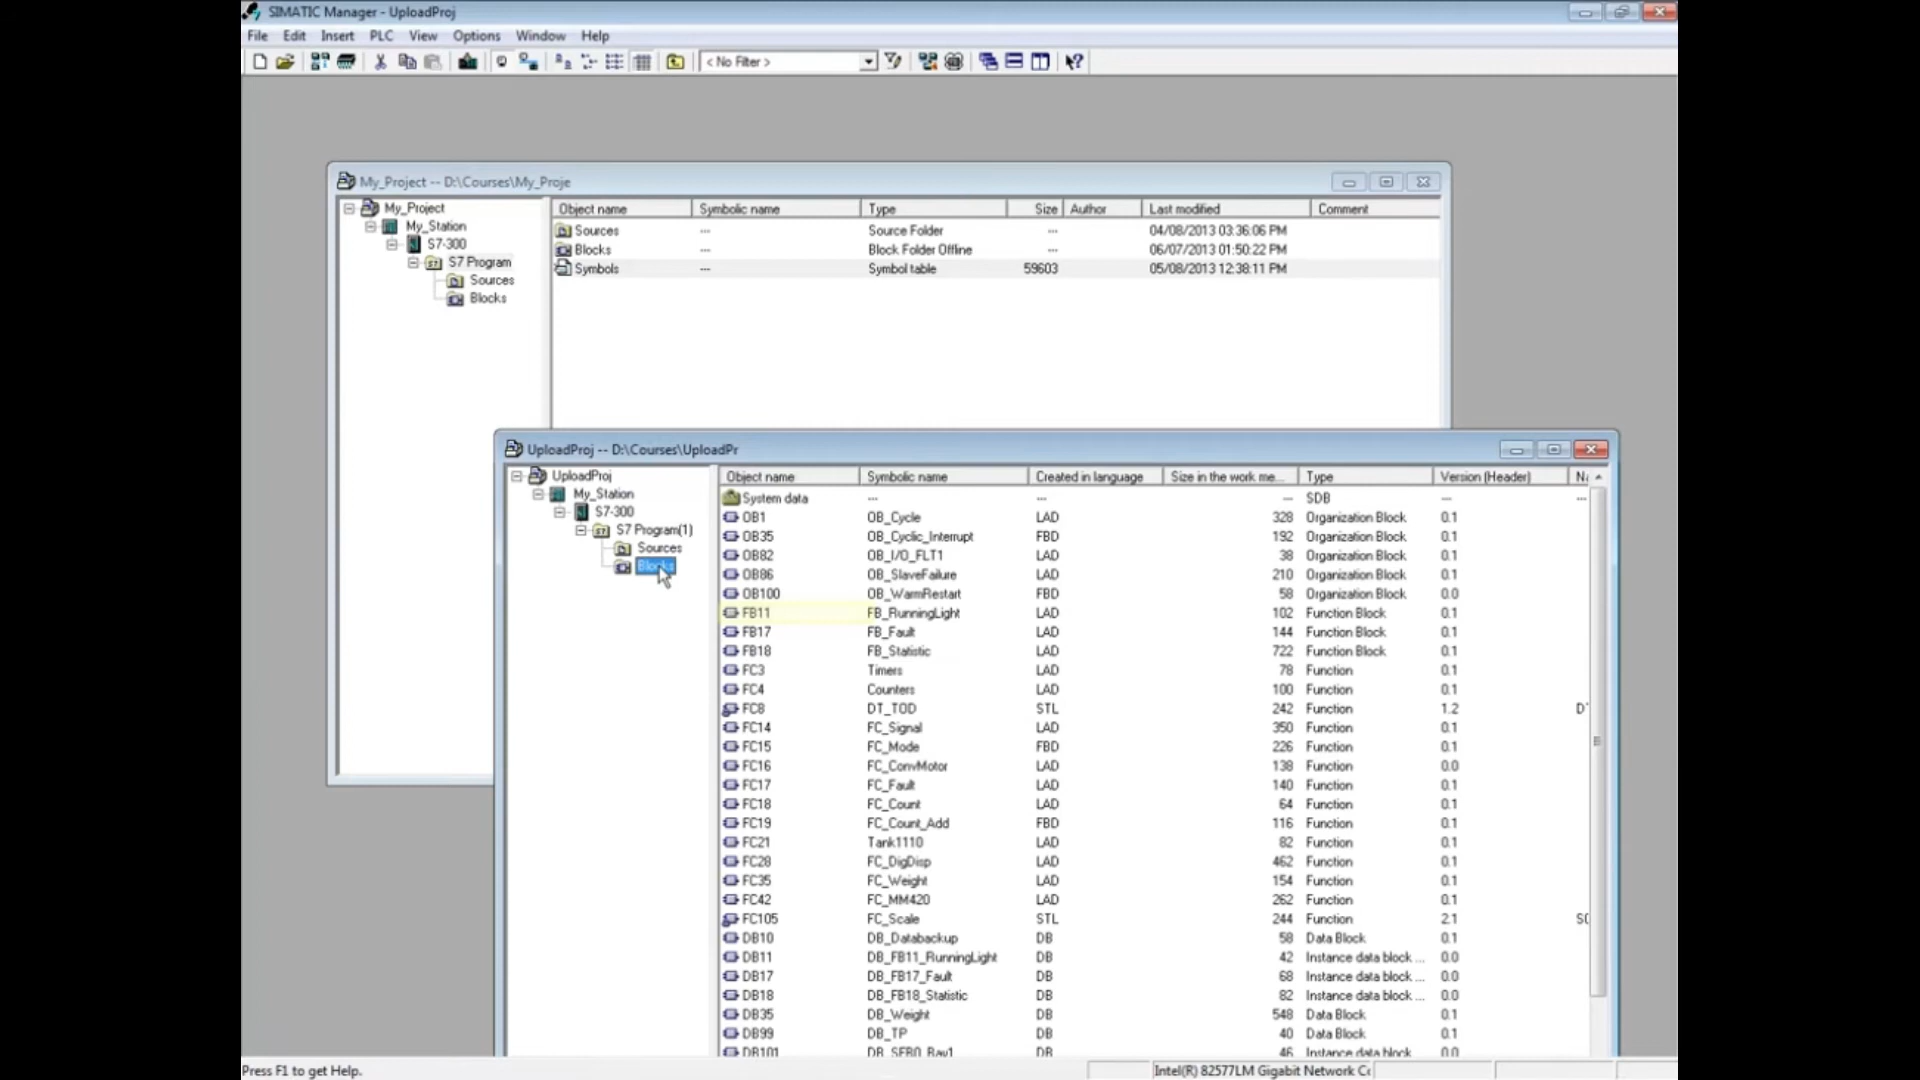 SIMATIC Manager - UploadProj
File Edit Insert PLC View Options Window Help
< No Filter >
My_Project -- D:\Courses\My_Proje
My_Project
My_Station
S7-300
S7 Program
Sources
Blocks
Object name Symbolic name Type Size Author Last modified Comment
Sources --- Source Folder --- 04/08/2013 03:36:06 PM
Blocks --- Block Folder Offline --- 06/07/2013 01:50:22 PM
Symbols --- Symbol table 59603 05/08/2013 12:38:11 PM
UploadProj -- D:\Courses\UploadPr
UploadProj
My_Station
S7-300
S7 Program(1)
Sources
Blocks
Object name Symbolic name Created in language Size in the work me... Type Version (Header) Na
System data --- --- --- SDB --- ---
OB1 OB_Cycle LAD 328 Organization Block 0.1
OB35 OB_Cyclic_Interrupt FBD 192 Organization Block 0.1
OB82 OB_I/O_FLT1 LAD 38 Organization Block 0.1
OB86 OB_SlaveFailure LAD 210 Organization Block 0.1
OB100 OB_WarmRestart FBD 58 Organization Block 0.0
FB11 FB_RunningLight LAD 102 Function Block 0.1
FB17 FB_Fault LAD 144 Function Block 0.1
FB18 FB_Statistic LAD 722 Function Block 0.1
FC3 Timers LAD 78 Function 0.1
FC4 Counters LAD 100 Function 0.1
FC8 DT_TOD STL 242 Function 1.2 D
FC14 FC_Signal LAD 350 Function 0.1
FC15 FC_Mode FBD 226 Function 0.1
FC16 FC_ConvMotor LAD 138 Function 0.0
FC17 FC_Fault LAD 140 Function 0.1
FC18 FC_Count LAD 64 Function 0.1
FC19 FC_Count_Add FBD 116 Function 0.1
FC21 Tank1110 LAD 82 Function 0.1
FC28 FC_DigDisp LAD 462 Function 0.1
FC35 FC_Weight LAD 154 Function 0.1
FC42 FC_MM420 LAD 262 Function 0.1
FC105 FC_Scale STL 244 Function 2.1 SC
DB10 DB_Databackup DB 58 Data Block 0.1
DB11 DB_FB11_RunningLight DB 42 Instance data block ... 0.0
DB17 DB_FB17_Fault DB 68 Instance data block ... 0.0
DB18 DB_FB18_Statistic DB 82 Instance data block ... 0.0
DB35 DB_Weight DB 548 Data Block 0.1
DB99 DB_TP DB 40 Data Block 0.1
DB101 DB_SFB0_Bay1 DB 46 Instance data block 0.0
Press F1 to get Help.
Intel(R) 82577LM Gigabit Network Cc